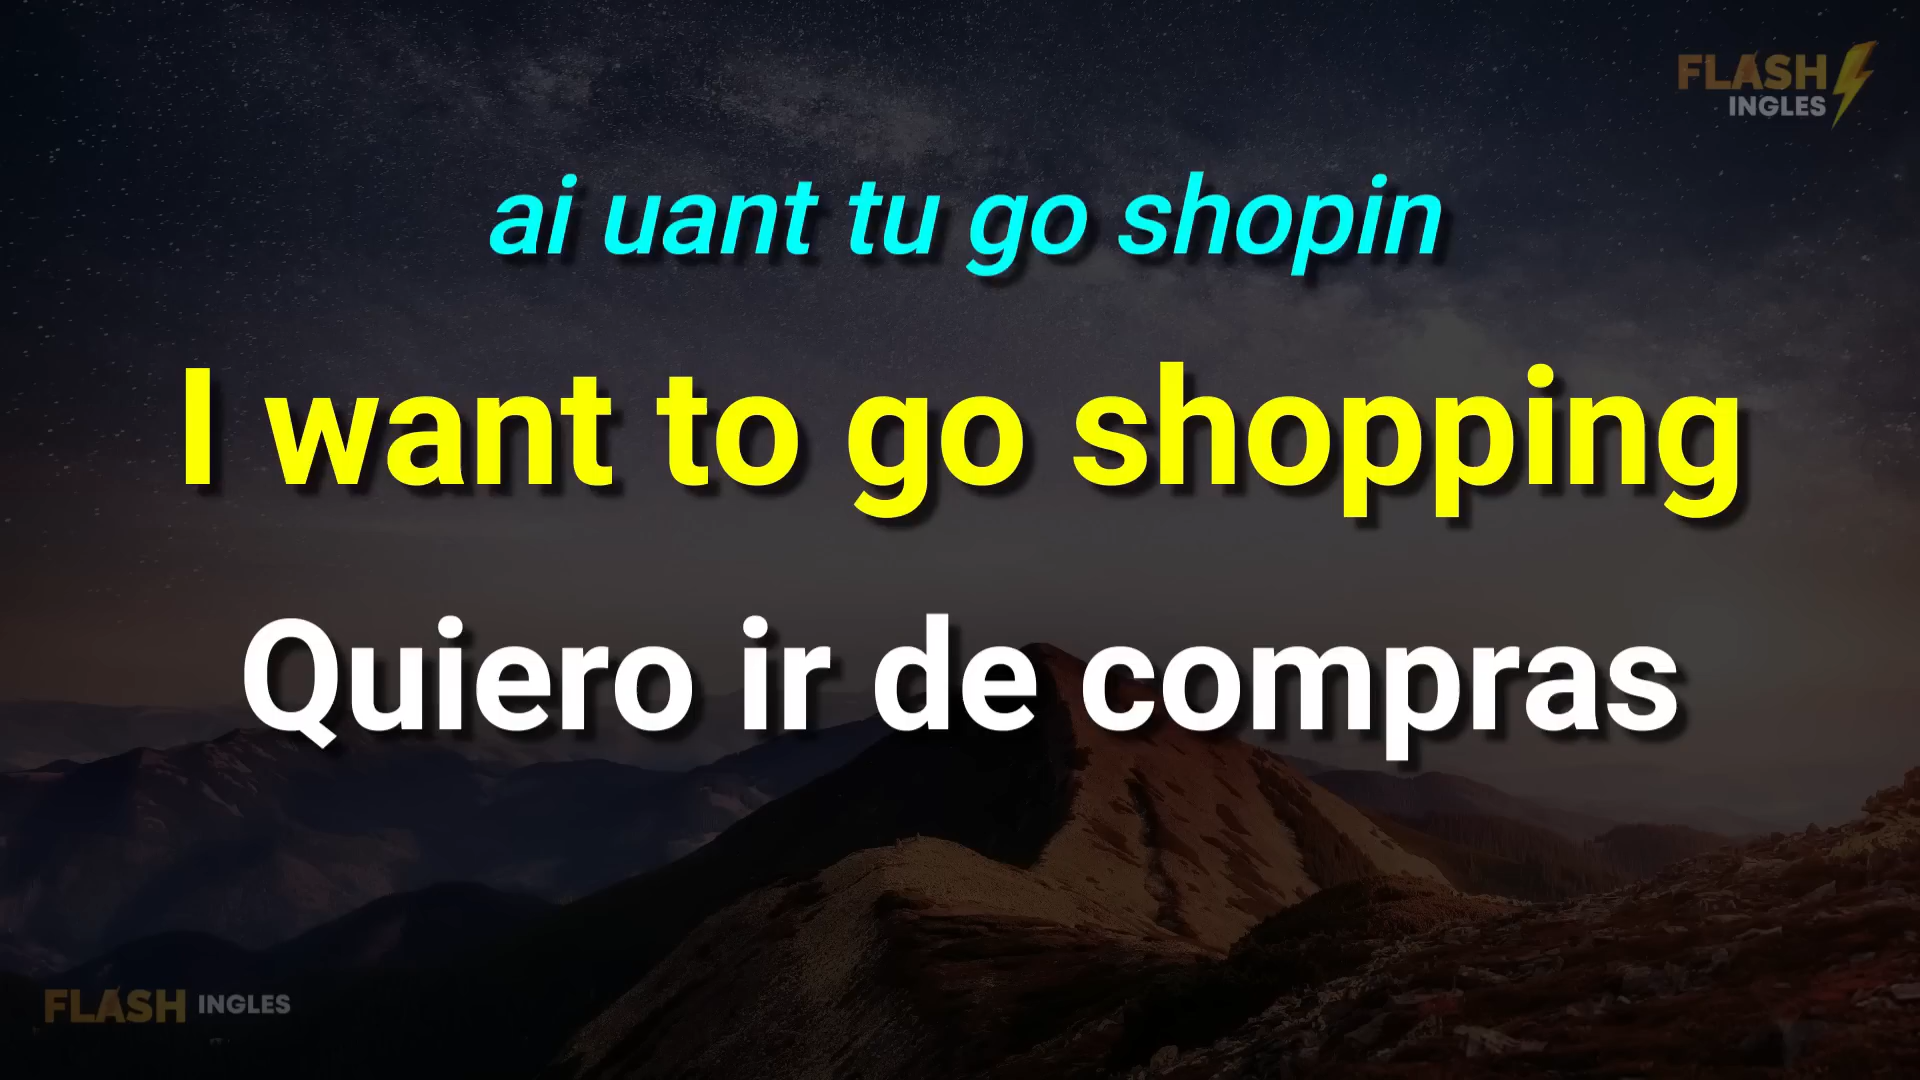 FLASH
INGLES
ai uant tu go shopin
I want to go shopping
Quiero ir de compras
FLASH INGLES